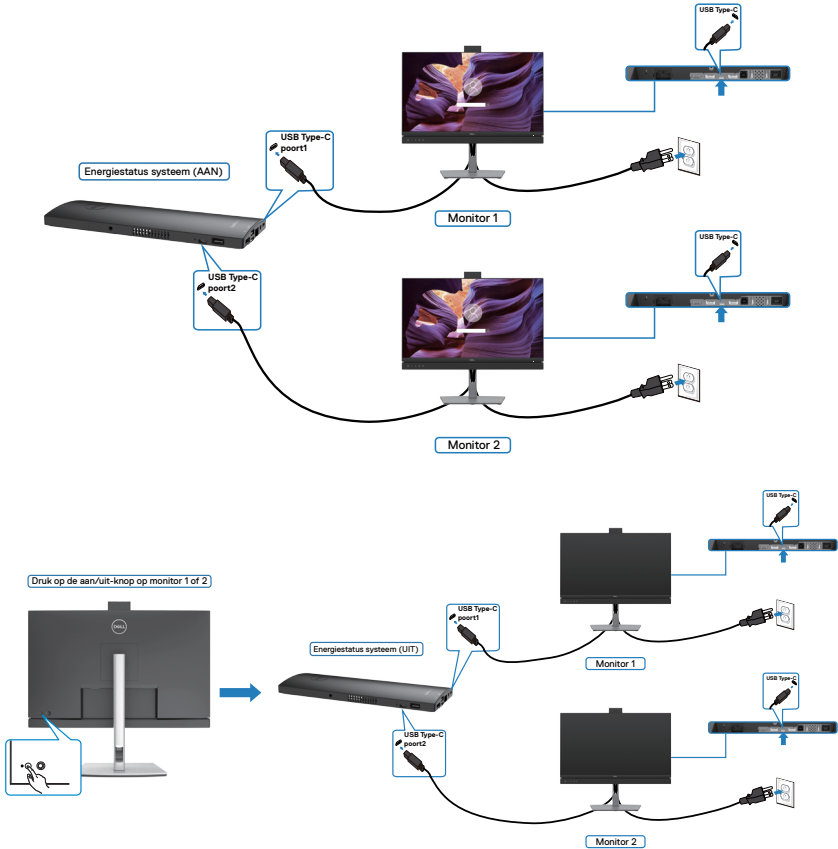 USB Type-C
USB Type-C
poort1
Energiestatus systeem (AAN)
Monitor 1
USB Type-C
USB Type-C
poort2
Monitor 2
USB Type-C
Druk op de aan/uit-knop op monitor 1 of 2
DELL
USB Type-C
poort1
Energiestatus systeem (UIT)
Monitor 1
USB Type-C
USB Type-C
poort2
Monitor 2